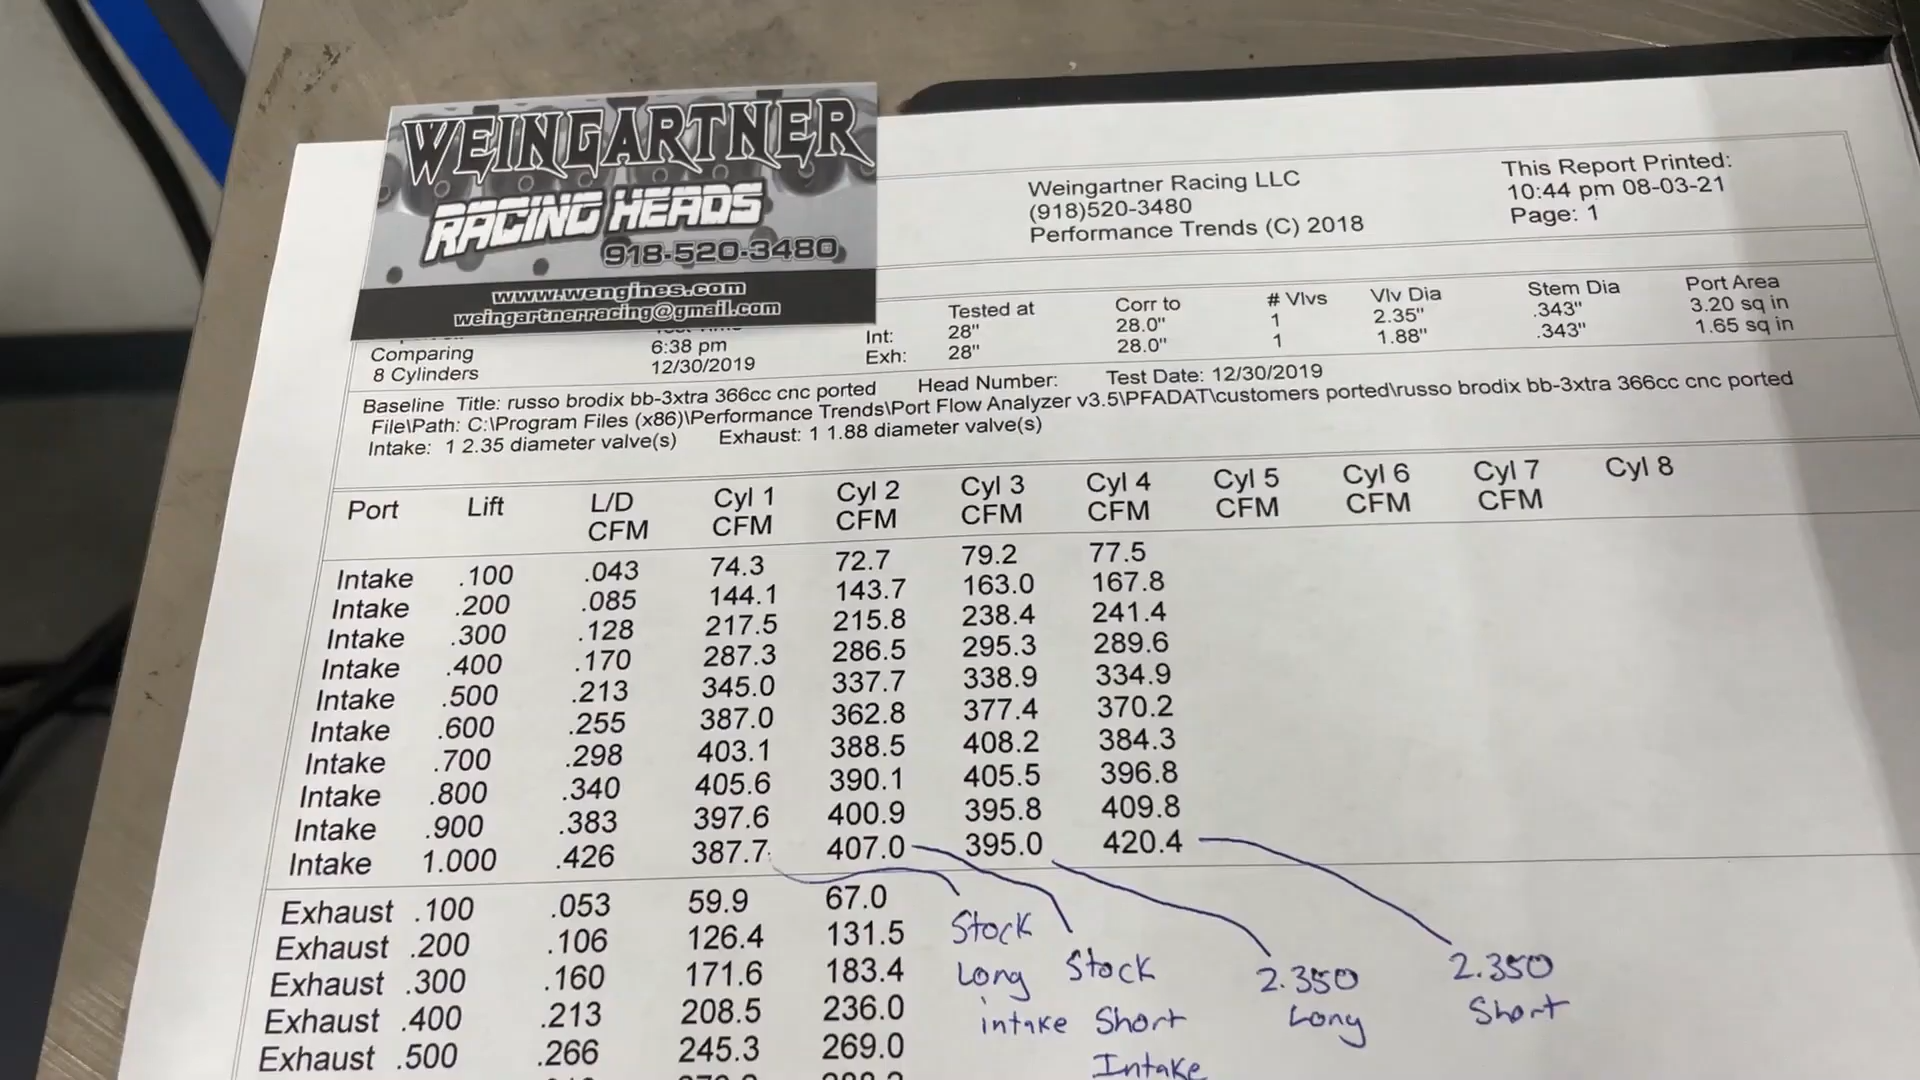 WEINGARTNER
RACING HEADS
918-520-3480
www.wengines.com
weingartnerracing@gmail.com
Weingartner Racing LLC
(918)520-3480
Performance Trends (C) 2018
This Report Printed:
10:44 pm 08-03-21
Page: 1
Comparing 6:38 pm
8 Cylinders 12/30/2019
Tested at Corr to # Vlvs Vlv Dia Stem Dia Port Area
Int: 28" 28.0" 1 2.35" .343" 3.20 sq in
Exh: 28" 28.0" 1 1.88" .343" 1.65 sq in
Baseline Title: russo brodix bb-3xtra 366cc cnc ported Head Number: Test Date: 12/30/2019
File\Path: C:\Program Files (x86)\Performance Trends\Port Flow Analyzer v3.5\PFADAT\customers ported\russo brodix bb-3xtra 366cc cnc ported
Intake: 1 2.35 diameter valve(s) Exhaust: 1 1.88 diameter valve(s)
Port Lift L/D Cyl 1 Cyl 2 Cyl 3 Cyl 4 Cyl 5 Cyl 6 Cyl 7 Cyl 8
CFM CFM CFM CFM CFM CFM CFM CFM
Intake .100 .043 74.3 72.7 79.2 77.5
Intake .200 .085 144.1 143.7 163.0 167.8
Intake .300 .128 217.5 215.8 238.4 241.4
Intake .400 .170 287.3 286.5 295.3 289.6
Intake .500 .213 345.0 337.7 338.9 334.9
Intake .600 .255 387.0 362.8 377.4 370.2
Intake .700 .298 403.1 388.5 408.2 384.3
Intake .800 .340 405.6 390.1 405.5 396.8
Intake .900 .383 397.6 400.9 395.8 409.8
Intake 1.000 .426 387.7 407.0 395.0 420.4
Exhaust .100 .053 59.9 67.0
Exhaust .200 .106 126.4 131.5
Exhaust .300 .160 171.6 183.4
Exhaust .400 .213 208.5 236.0
Exhaust .500 .266 245.3 269.0
Stock
Long
intake
Stock
Short
Intake
2.350
Long
2.350
Short